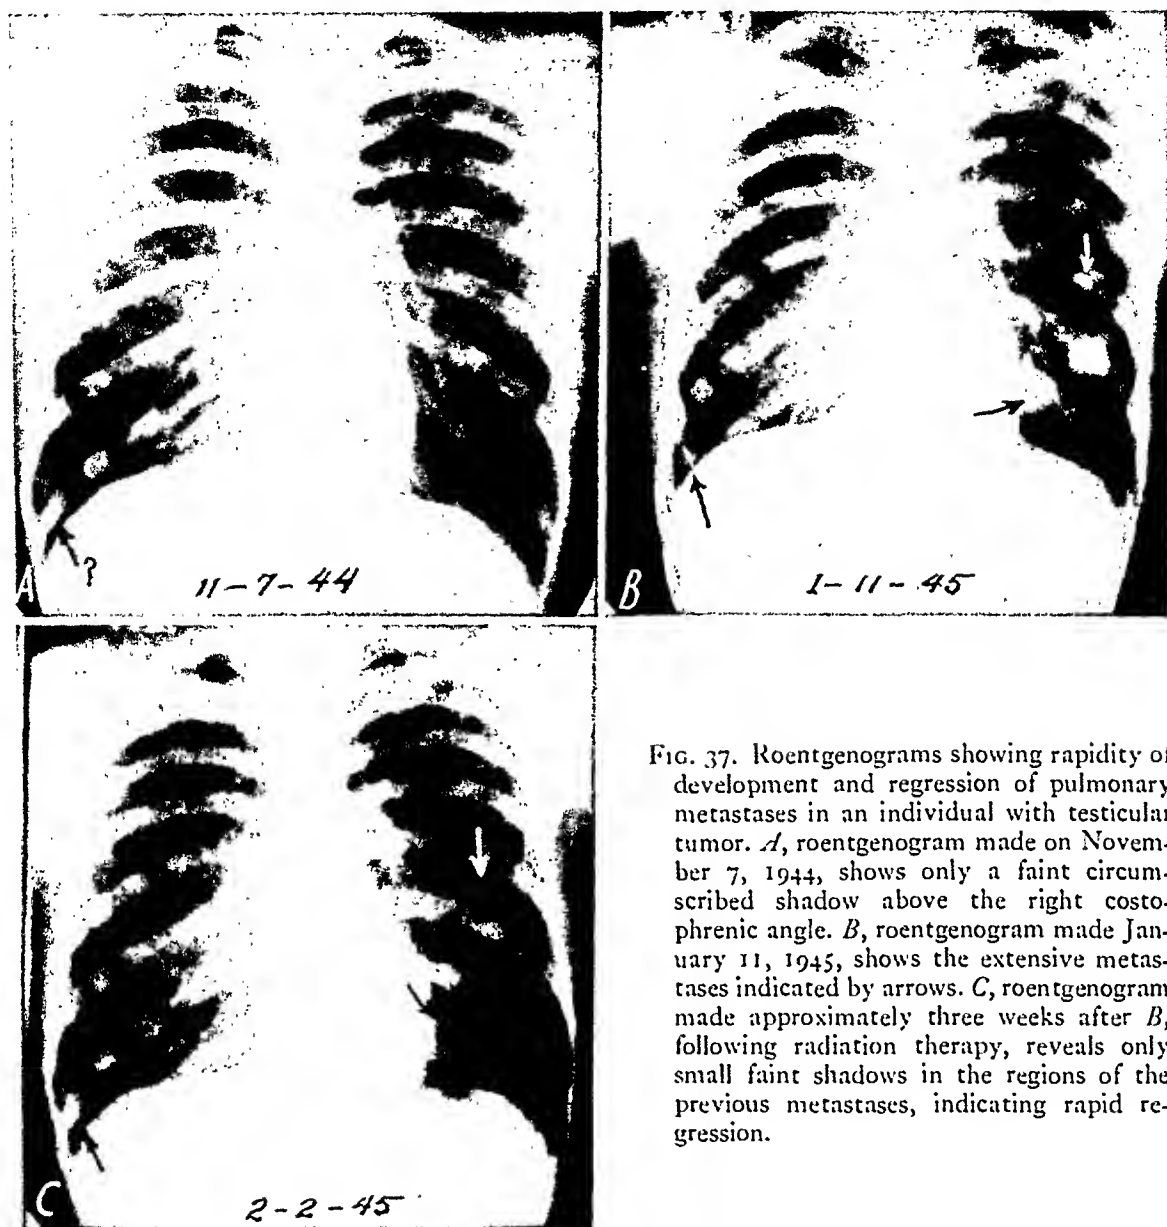 A
?
11-7-44
B
1-11-45
C
2-2-45
FIG. 37. Roentgenograms showing rapidity of
development and regression of pulmonary
metastases in an individual with testicular
tumor. A, roentgenogram made on Novem-
ber 7, 1944, shows only a faint circum-
scribed shadow above the right costo-
phrenic angle. B, roentgenogram made Jan-
uary 11, 1945, shows the extensive metas-
tases indicated by arrows. C, roentgenogram
made approximately three weeks after B,
following radiation therapy, reveals only
small faint shadows in the regions of the
previous metastases, indicating rapid re-
gression.